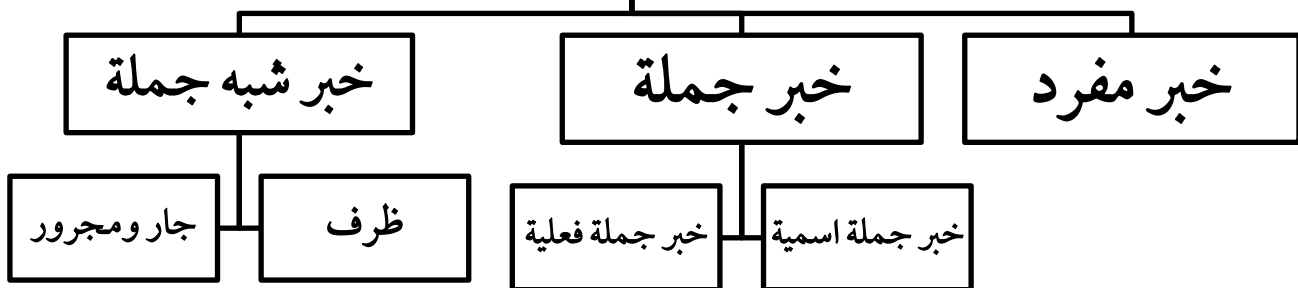 خبر مفرد
خبر جملة
خبر شبه جملة
خبر جملة اسمية
خبر جملة فعلية
ظرف
جار ومجرور